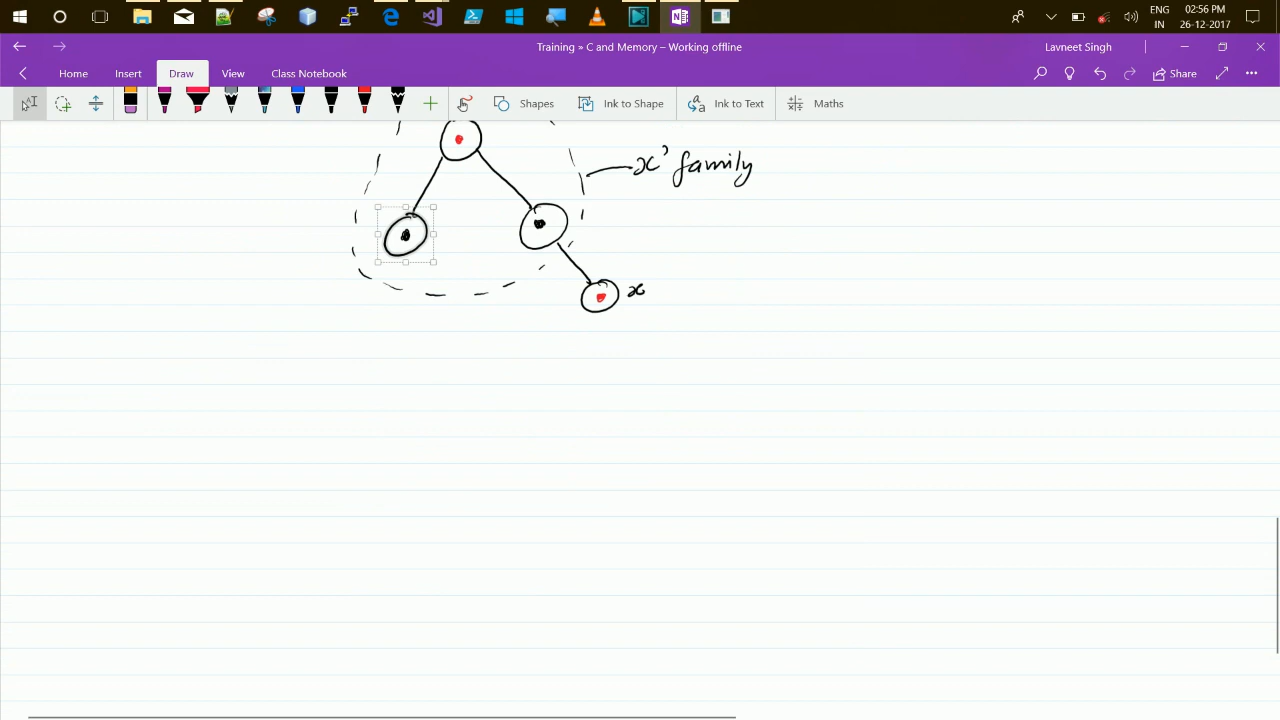 ENG
IN
02:56 PM
26-12-2017
Training » C and Memory – Working offline
Lavneet Singh
Home
Insert
Draw
View
Class Notebook
Share
Shapes
Ink to Shape
Ink to Text
Maths
x' family
x